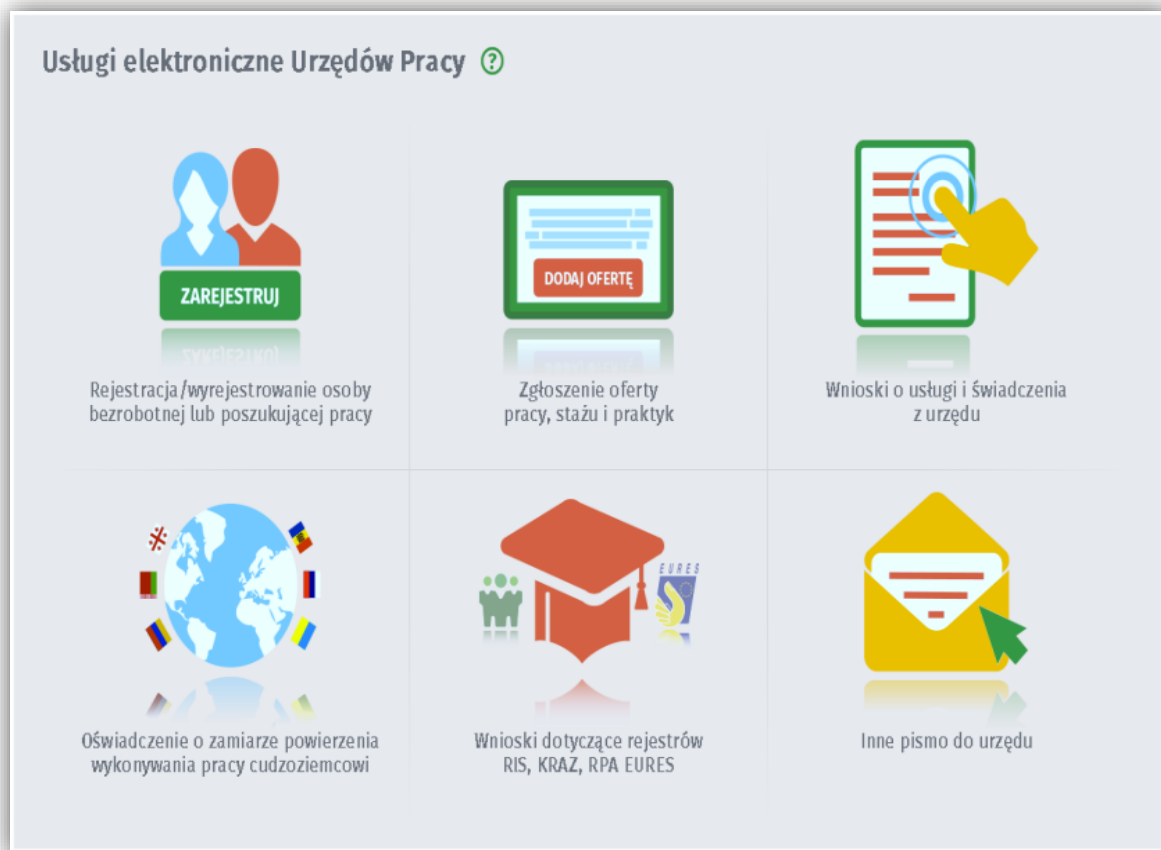 Usługi elektroniczne Urzędów Pracy ?
ZAREJESTRUJ
Rejestracja/wyrejestrowanie osoby
bezrobotnej lub poszukującej pracy
DODAJ OFERTĘ
Zgłoszenie oferty
pracy, stażu i praktyk
Wnioski o usługi i świadczenia
z urzędu
Oświadczenie o zamiarze powierzenia
wykonywania pracy cudzoziemcowi
EURES
Wnioski dotyczące rejestrów
RIS, KRAZ, RPA EURES
Inne pismo do urzędu